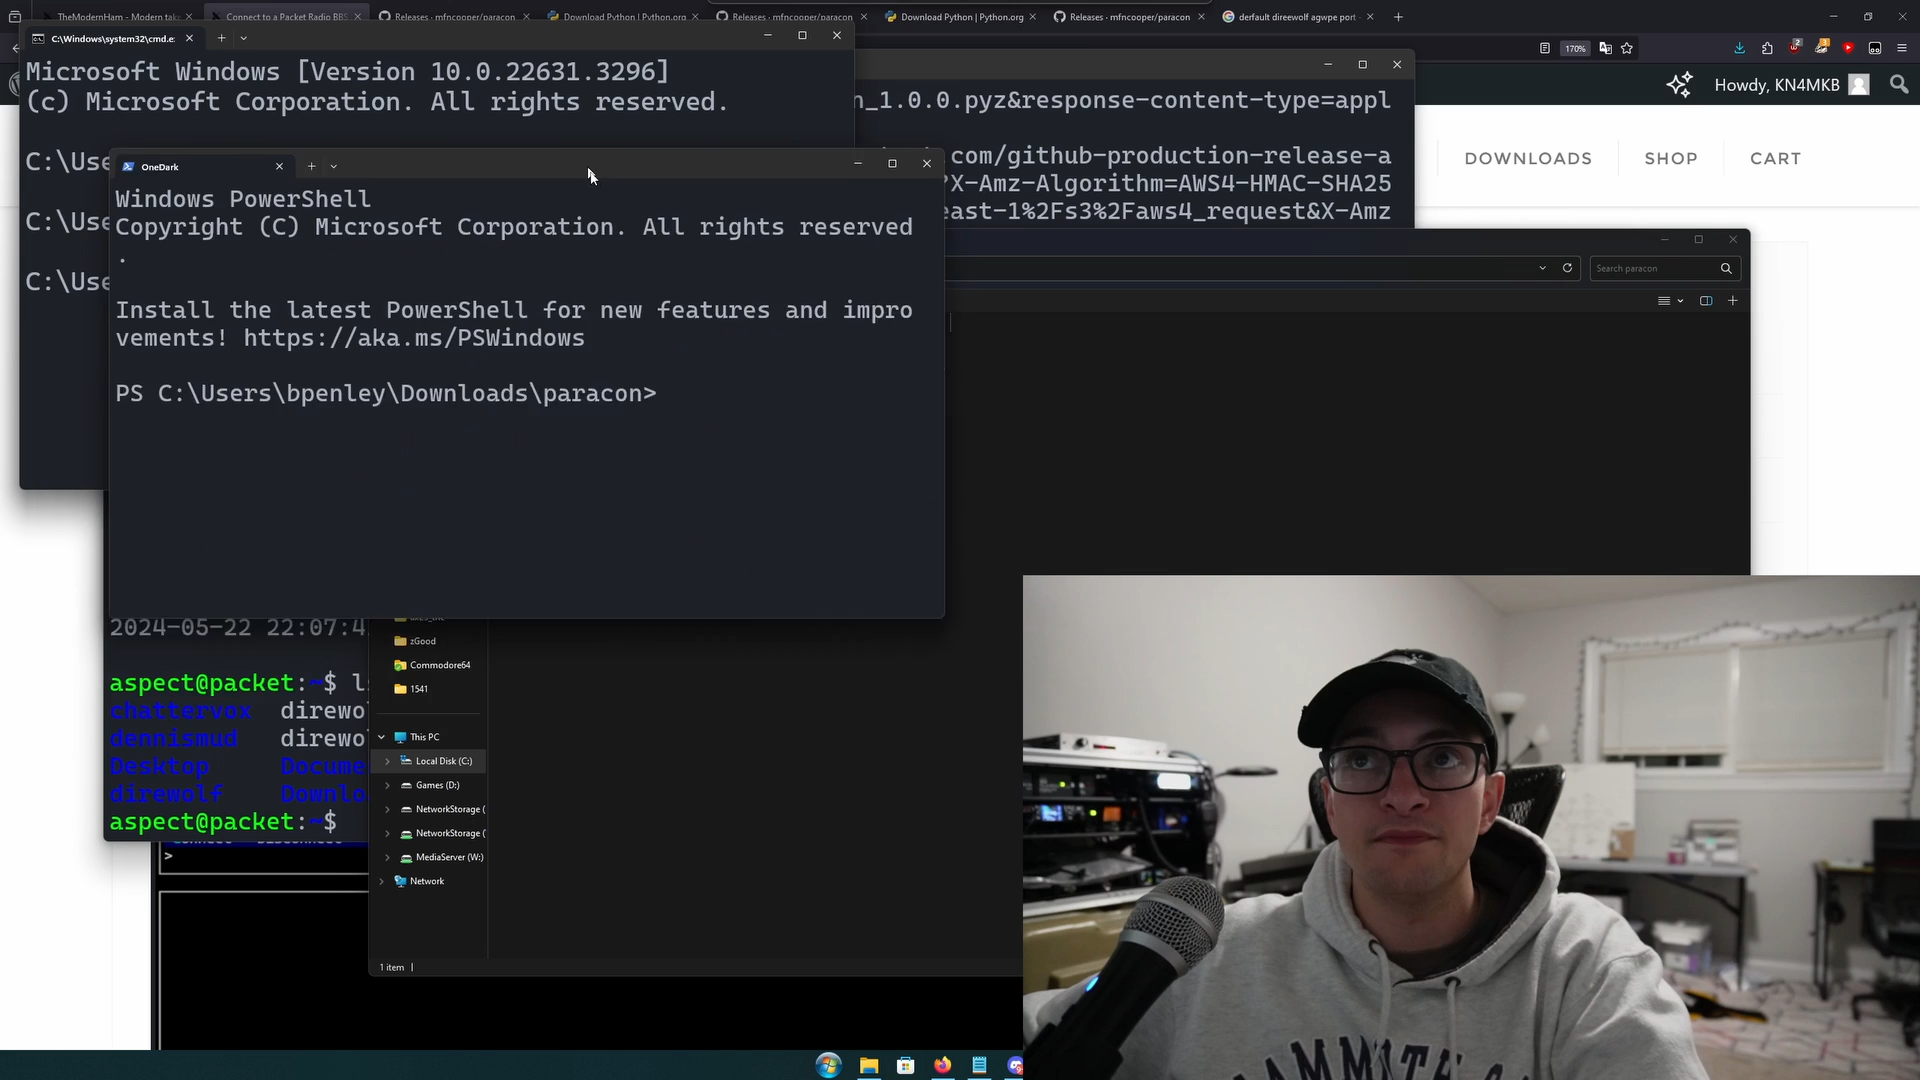 TheModernHam - Modern tak
Connect to a Packet Radio BBS
Releases · mfncooper/paracon
Download Python | Python.org
Releases · mfncooper/paracon
Download Python | Python.org
Releases · mfncooper/paracon
derfault direewolf agwpe port -
C:\Windows\system32\cmd.e
170%
2
3
Microsoft Windows [Version 10.0.22631.3296]
(c) Microsoft Corporation. All rights reserved.
n_1.0.0.pyz&response-content-type=appl
Howdy, KN4MKB
C:\Use
OneDark
.com/github-production-release-a
?X-Amz-Algorithm=AWS4-HMAC-SHA25
east-1%2Fs3%2Faws4_request&X-Amz
DOWNLOADS
SHOP
CART
Windows PowerShell
Copyright (C) Microsoft Corporation. All rights reserved
.
C:\Use
C:\Use
Search paracon
Install the latest PowerShell for new features and impro
vements! https://aka.ms/PSWindows
PS C:\Users\bpenley\Downloads\paracon>
2024-05-22 22:07:4
aspect@packet:~$ l
chattervox direwo
dennismud direwo
Desktop Docume
direwolf Downlo
aspect@packet:~$
>
zGood
Commodore64
1541
This PC
Local Disk (C:)
Games (D:)
NetworkStorage (
NetworkStorage (
MediaServer (W:)
Network
1 item